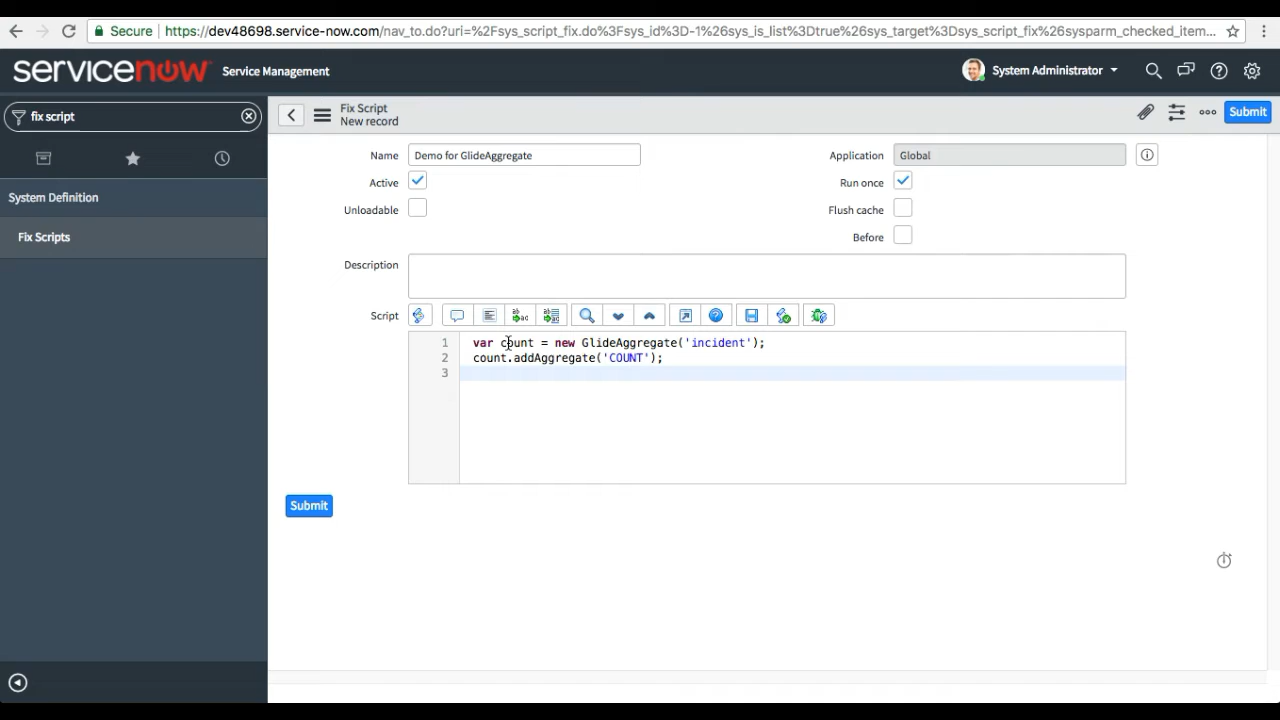 Secure https://dev48698.service-now.com/nav_to.do?uri=%2Fsys_script_fix.do%3Fsys_id%3D-1%26sys_is_list%3Dtrue%26sys_target%3Dsys_script_fix%26sysparm_checked_item...
servicenow Service Management System Administrator
fix script
Fix Script
New record
Submit
Name Demo for GlideAggregate Application Global
Active Run once
Unloadable Flush cache
Before
System Definition
Fix Scripts
Description
Script
1 var count = new GlideAggregate('incident');
2 count.addAggregate('COUNT');
3
Submit